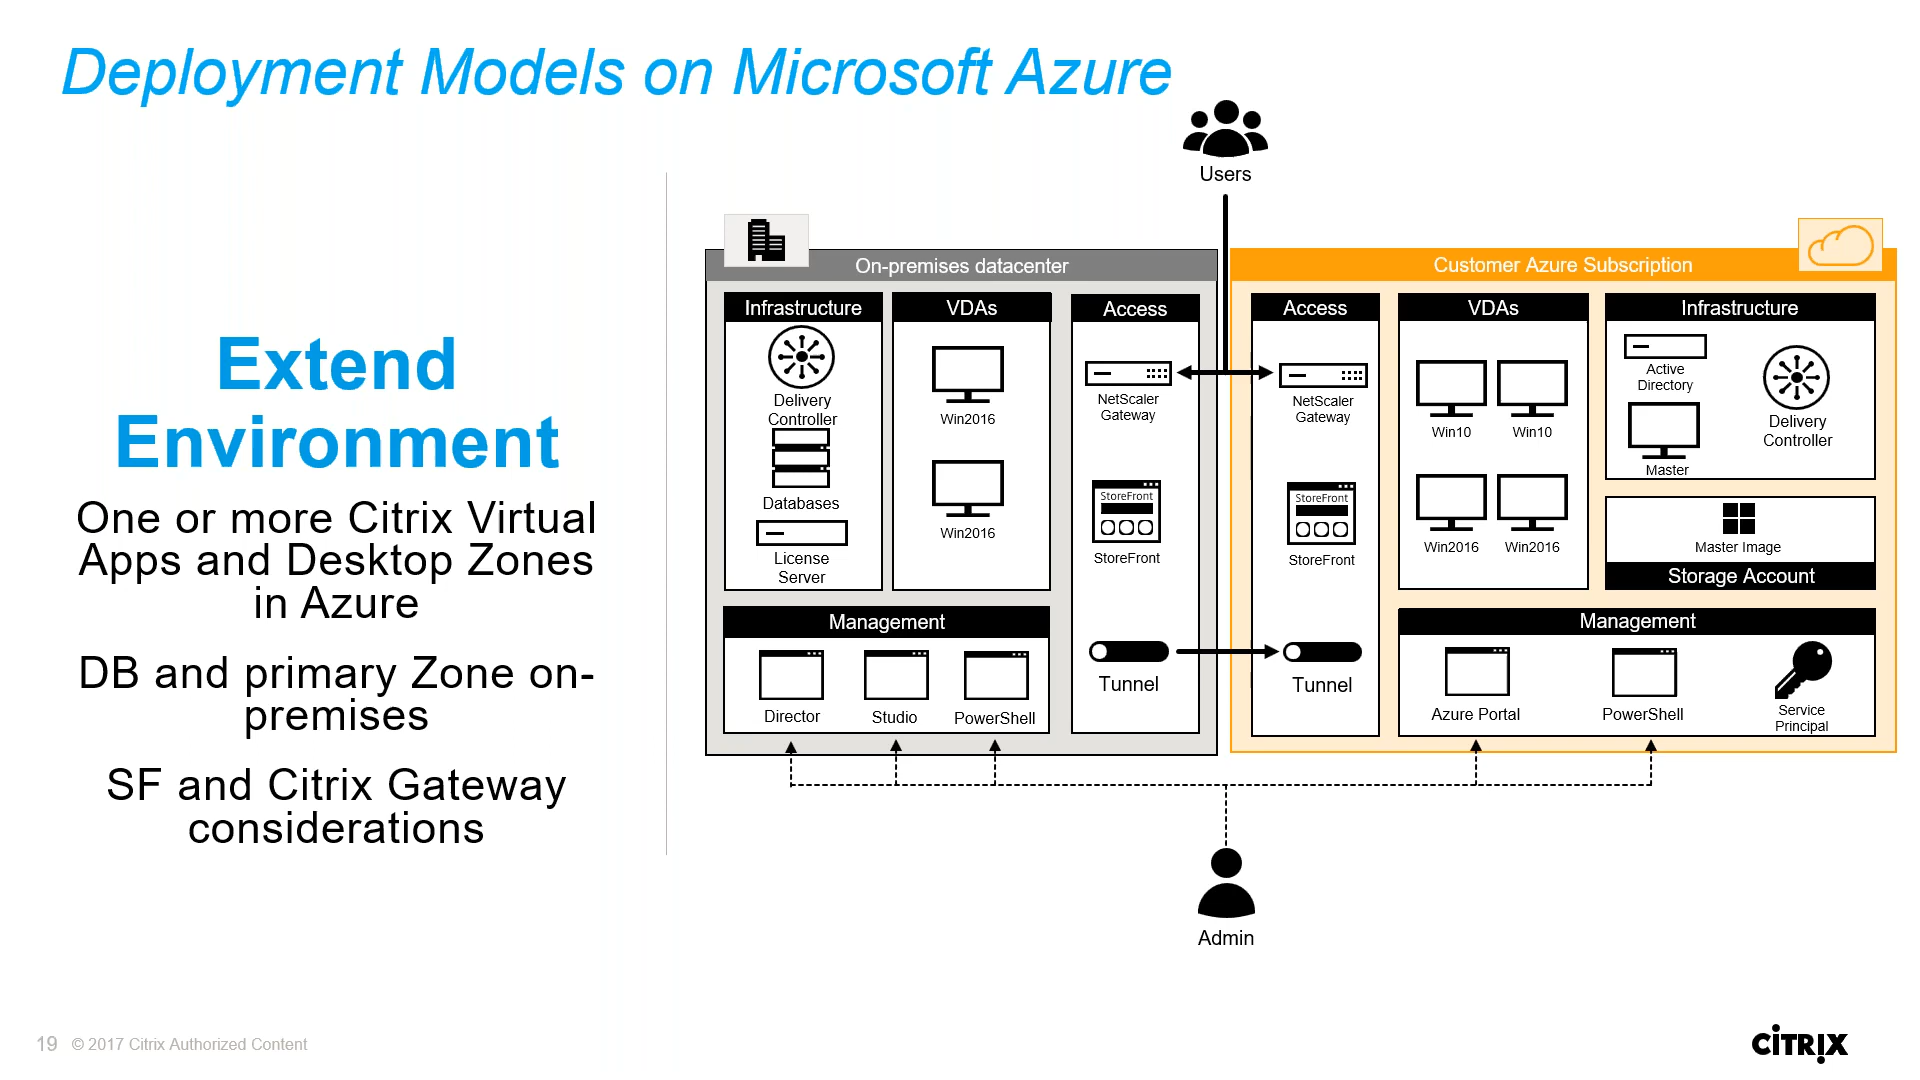 Deployment Models on Microsoft Azure
Extend
Environment
One or more Citrix Virtual
Apps and Desktop Zones
in Azure
DB and primary Zone on-
premises
SF and Citrix Gateway
considerations
Users
On-premises datacenter
Infrastructure
Delivery
Controller
Databases
License
Server
VDAs
Win2016
Win2016
Access
NetScaler
Gateway
StoreFront
StoreFront
Tunnel
Management
Director
Studio
PowerShell
Customer Azure Subscription
Access
NetScaler
Gateway
StoreFront
StoreFront
Tunnel
VDAs
Win10
Win10
Win2016
Win2016
Infrastructure
Active
Directory
Master
Delivery
Controller
Master Image
Storage Account
Management
Azure Portal
PowerShell
Service
Principal
Admin
19 © 2017 Citrix Authorized Content
CİTRIX